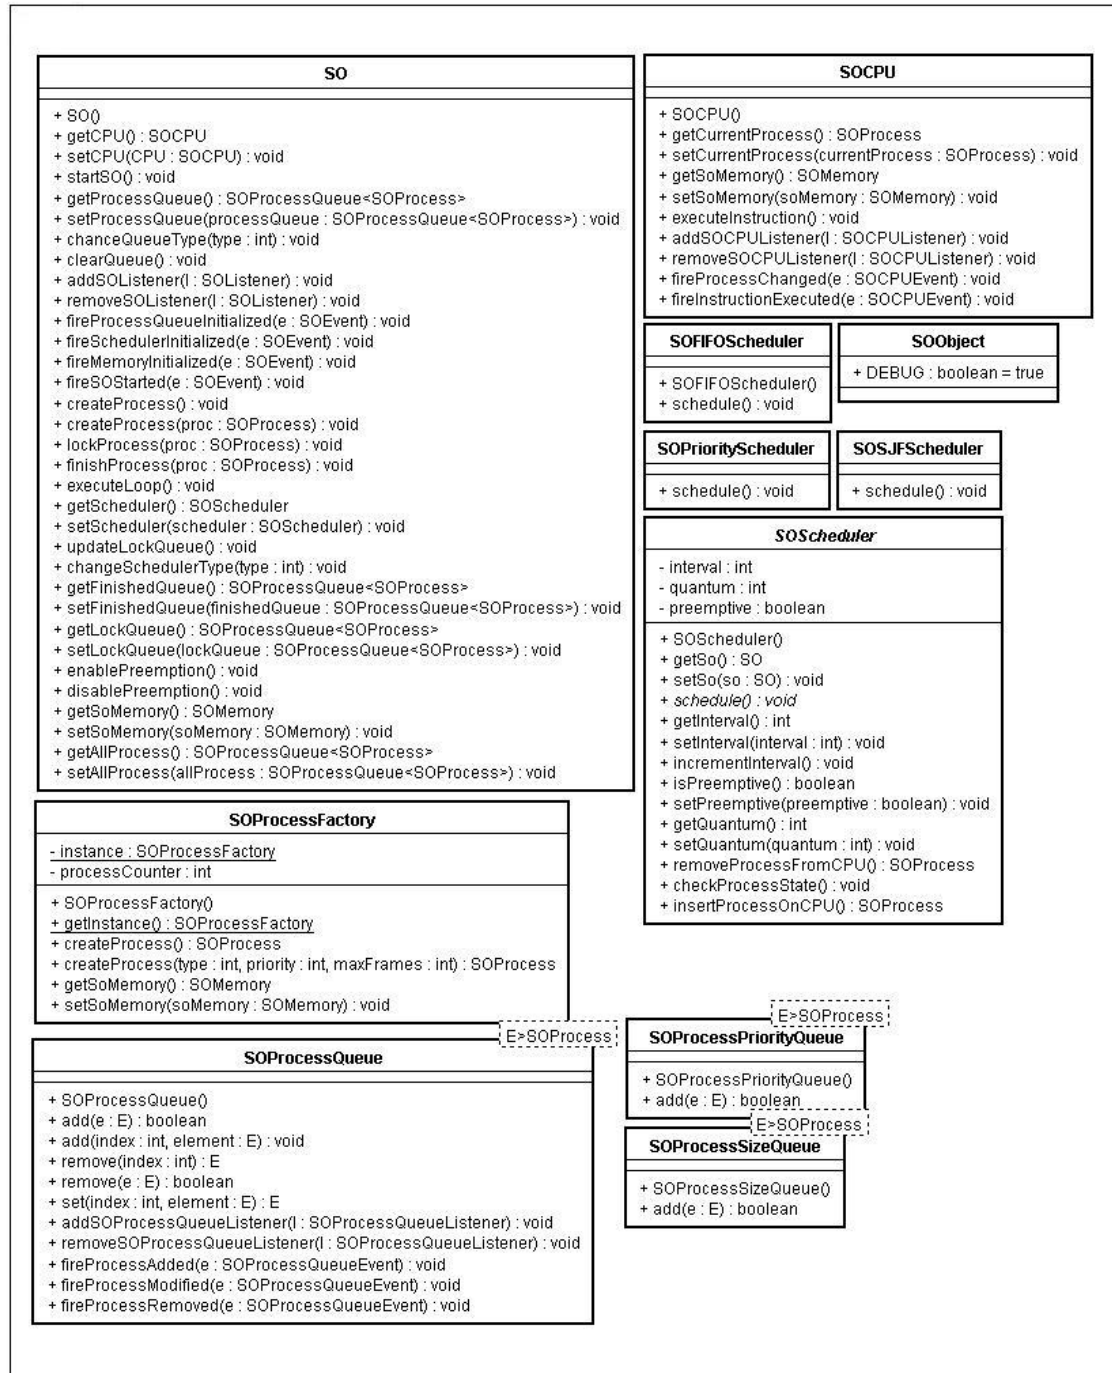 SO
+ SO()
+ getCPU() : SOCPU
+ setCPU(CPU : SOCPU) : void
+ startSO() : void
+ getProcessQueue() : SOProcessQueue<SOProcess>
+ setProcessQueue(processQueue : SOProcessQueue<SOProcess>) : void
+ chanceQueueType(type : int) : void
+ clearQueue() : void
+ addSOListener(l : SOListener) : void
+ removeSOListener(l : SOListener) : void
+ fireProcessQueueInitialized(e : SOEvent) : void
+ fireSchedulerInitialized(e : SOEvent) : void
+ fireMemoryInitialized(e : SOEvent) : void
+ fireSOStarted(e : SOEvent) : void
+ createProcess() : void
+ createProcess(proc : SOProcess) : void
+ lockProcess(proc : SOProcess) : void
+ finishProcess(proc : SOProcess) : void
+ executeLoop() : void
+ getScheduler() : SOScheduler
+ setScheduler(scheduler : SOScheduler) : void
+ updateLockQueue() : void
+ changeSchedulerType(type : int) : void
+ getFinishedQueue() : SOProcessQueue<SOProcess>
+ setFinishedQueue(finishedQueue : SOProcessQueue<SOProcess>) : void
+ getLockQueue() : SOProcessQueue<SOProcess>
+ setLockQueue(lockQueue : SOProcessQueue<SOProcess>) : void
+ enablePreemption() : void
+ disablePreemption() : void
+ getSoMemory() : SOMemory
+ setSoMemory(soMemory : SOMemory) : void
+ getAllProcess() : SOProcessQueue<SOProcess>
+ setAllProcess(allProcess : SOProcessQueue<SOProcess>) : void
SOCPU
+ SOCPU()
+ getCurrentProcess() : SOProcess
+ setCurrentProcess(currentProcess : SOProcess) : void
+ getSoMemory() : SOMemory
+ setSoMemory(soMemory : SOMemory) : void
+ executeInstruction() : void
+ addSOCPUListener(l : SOCPUListener) : void
+ removeSOCPUListener(l : SOCPUListener) : void
+ fireProcessChanged(e : SOCPUEvent) : void
+ fireInstructionExecuted(e : SOCPUEvent) : void
SOFIFOScheduler
+ SOFIFOScheduler()
+ schedule() : void
SOObject
+ DEBUG : boolean = true
SOPriorityScheduler
+ schedule() : void
SOSJFScheduler
+ schedule() : void
SOScheduler
- interval : int
- quantum : int
- preemptive : boolean
+ SOScheduler()
+ getSo() : SO
+ setSo(so : SO) : void
+ schedule() : void
+ getInterval() : int
+ setInterval(interval : int) : void
+ incrementInterval() : void
+ isPreemptive() : boolean
+ setPreemptive(preemptive : boolean) : void
+ getQuantum() : int
+ setQuantum(quantum : int) : void
+ removeProcessFromCPU() : SOProcess
+ checkProcessState() : void
+ insertProcessOnCPU() : SOProcess
SOProcessFactory
- instance : SOProcessFactory
- processCounter : int
+ SOProcessFactory()
+ getInstance() : SOProcessFactory
+ createProcess() : SOProcess
+ createProcess(type : int, priority : int, maxFrames : int) : SOProcess
+ getSoMemory() : SOMemory
+ setSoMemory(soMemory : SOMemory) : void
E>SOProcess
SOProcessQueue
+ SOProcessQueue()
+ add(e : E) : boolean
+ add(index : int, element : E) : void
+ remove(index : int) : E
+ remove(e : E) : boolean
+ set(index : int, element : E) : E
+ addSOProcessQueueListener(l : SOProcessQueueListener) : void
+ removeSOProcessQueueListener(l : SOProcessQueueListener) : void
+ fireProcessAdded(e : SOProcessQueueEvent) : void
+ fireProcessModified(e : SOProcessQueueEvent) : void
+ fireProcessRemoved(e : SOProcessQueueEvent) : void
E>SOProcess
SOProcessPriorityQueue
+ SOProcessPriorityQueue()
+ add(e : E) : boolean
E>SOProcess
SOProcessSizeQueue
+ SOProcessSizeQueue()
+ add(e : E) : boolean